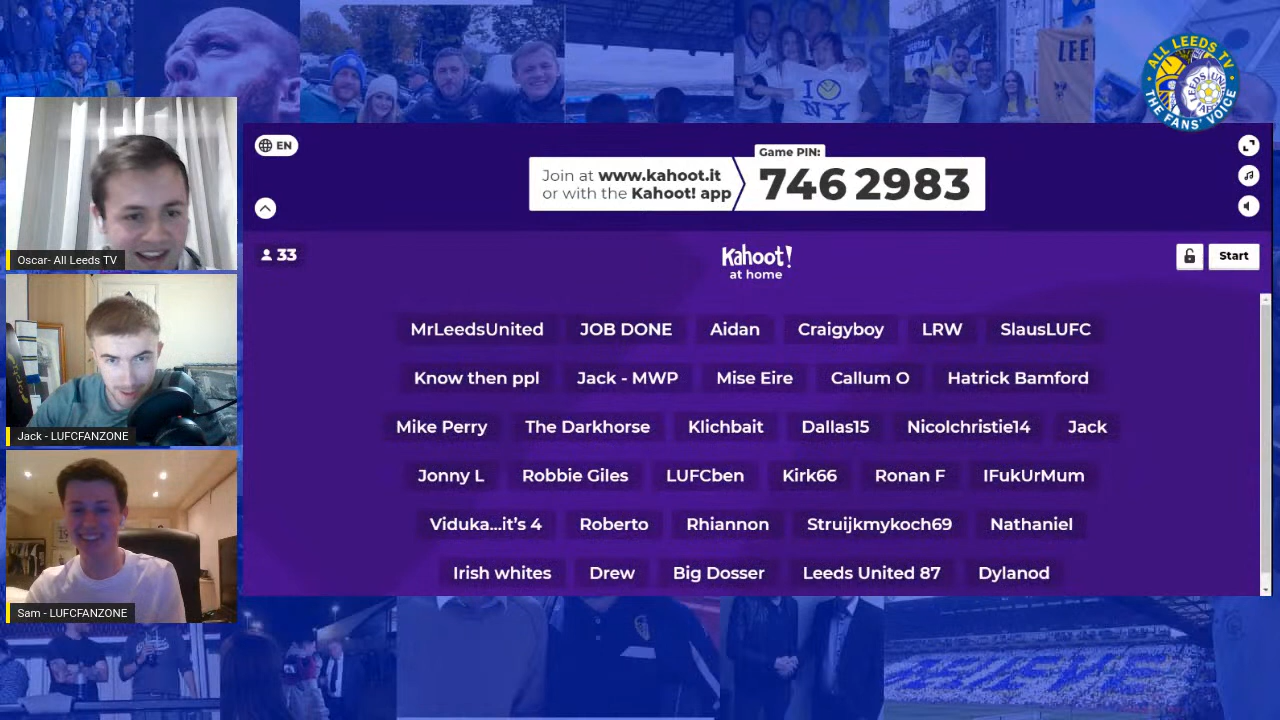 ALL LEEDS TV
THE FANS' VOICE
I
NY
LEE
EN
Join at www.kahoot.it
or with the Kahoot! app
Game PIN:
746 2983
33
Kahoot!
at home
Start
MrLeedsUnited JOB DONE Aidan Craigyboy LRW SlausLUFC
Know then ppl Jack - MWP Mise Eire Callum O Hatrick Bamford
Mike Perry The Darkhorse Klichbait Dallas15 Nicolchristie14 Jack
Jonny L Robbie Giles LUFCben Kirk66 Ronan F IFukUrMum
Viduka...it's 4 Roberto Rhiannon Struijkmykoch69 Nathaniel
Irish whites Drew Big Dosser Leeds United 87 Dylanod
Oscar- All Leeds TV
Jack - LUFCFANZONE
Sam - LUFCFANZONE